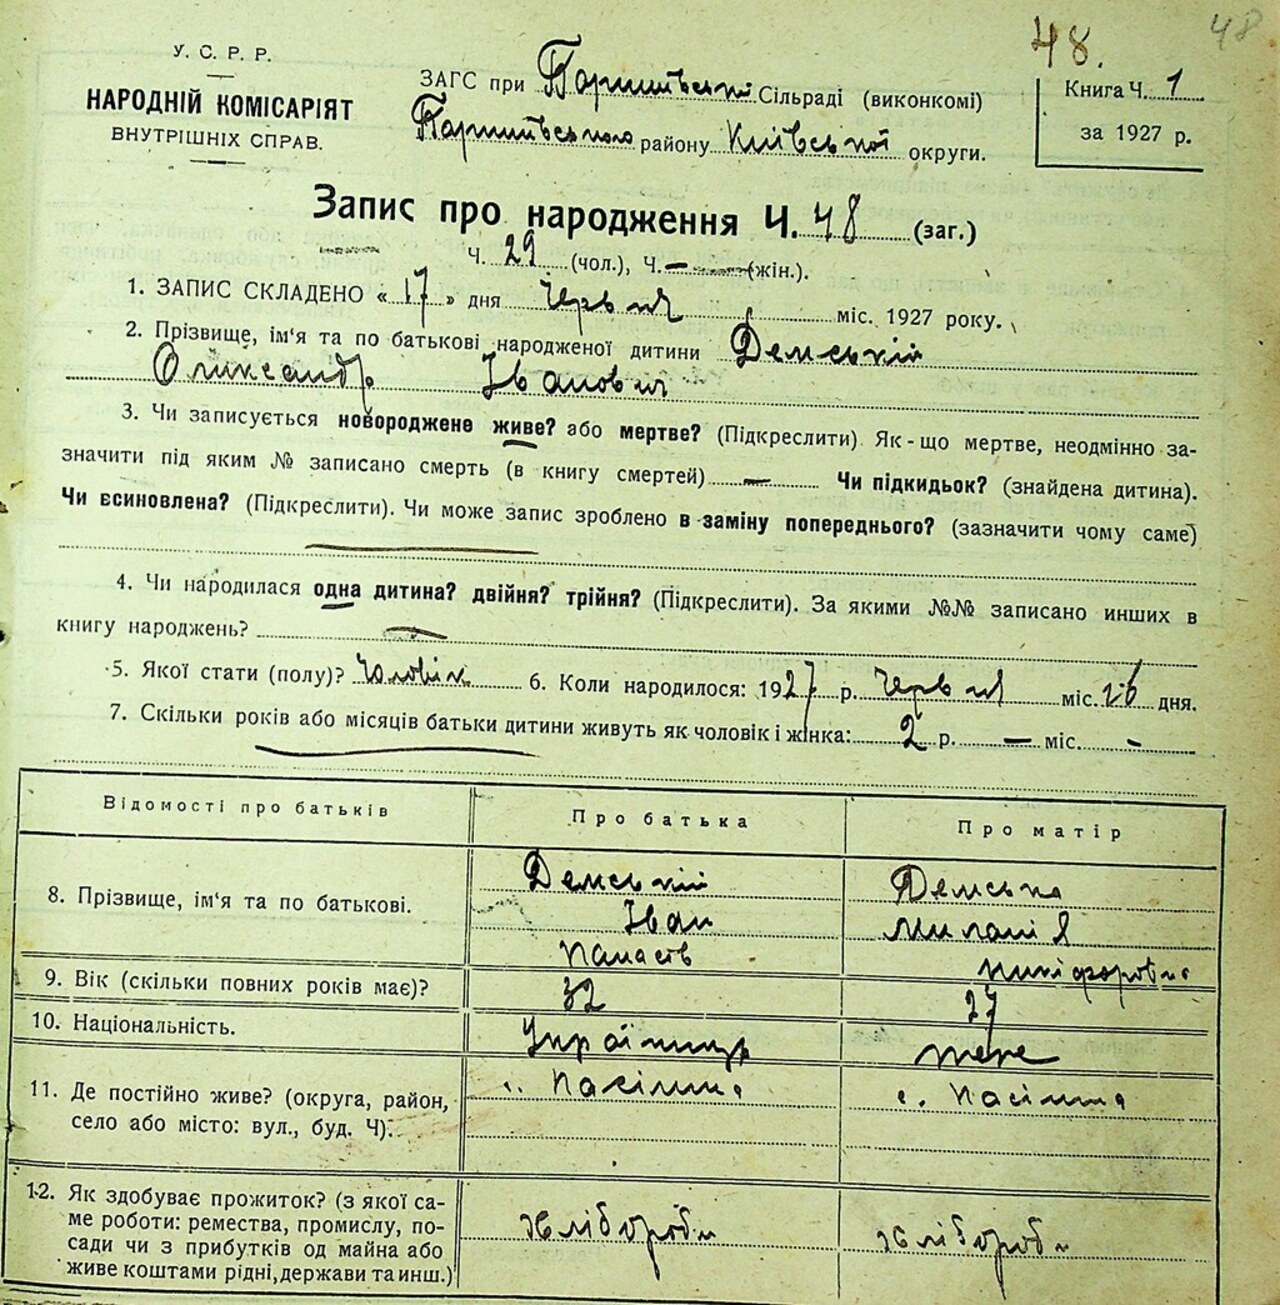 48
48.
У. С. Р. Р.
НАРОДНІЙ КОМІСАРІЯТ
ВНУТРІШНІХ СПРАВ.
ЗАГС при Сільраді (виконкомі)
району Київської округи.
Книга Ч. 1
за 1927 р.
Запис про народження Ч. 48 (заг.)
Ч. 29 (чол.), Ч. — (жін.).
1. ЗАПИС СКЛАДЕНО « 17 » дня Червня міс. 1927 року.
2. Прізвище, ім‘я та по батькові народженої дитини Демській
Олександр Іванович
3. Чи записується новороджене живе? або мертве? (Підкреслити). Як-що мертве, неодмінно за-
значити під яким № записано смерть (в книгу смертей) — Чи підкидьок? (знайдена дитина).
Чи всиновлена? (Підкреслити). Чи може запис зроблено в заміну попереднього? (зазначити чому саме)
4. Чи народилася одна дитина? двійня? трійня? (Підкреслити). За якими №№ записано инших в
книгу народжень? —
5. Якої стати (полу)? Чоловік 6. Коли народилося: 1927 р. Червня міс. 16 дня.
7. Скільки років або місяців батьки дитини живуть як чоловік і жінка: 2 р. — міс. -
Відомості про батьків
Про батька
Про матір
8. Прізвище, ім‘я та по батькові.
Демській
Іван
Панасів
Демська
Миланія
Никіфоровна
9. Вік (скільки повних років має)?
32
27
10. Національність.
Українець
теж
11. Де постійно живе? (округа, район,
село або місто: вул., буд. Ч).
с.
с.
12. Як здобуває прожиток? (з якої са-
ме роботи: ремества, промислу, по-
сади чи з прибутків од майна або
живе коштами рідні, держави та инш.)
хлібороб
хлібороб